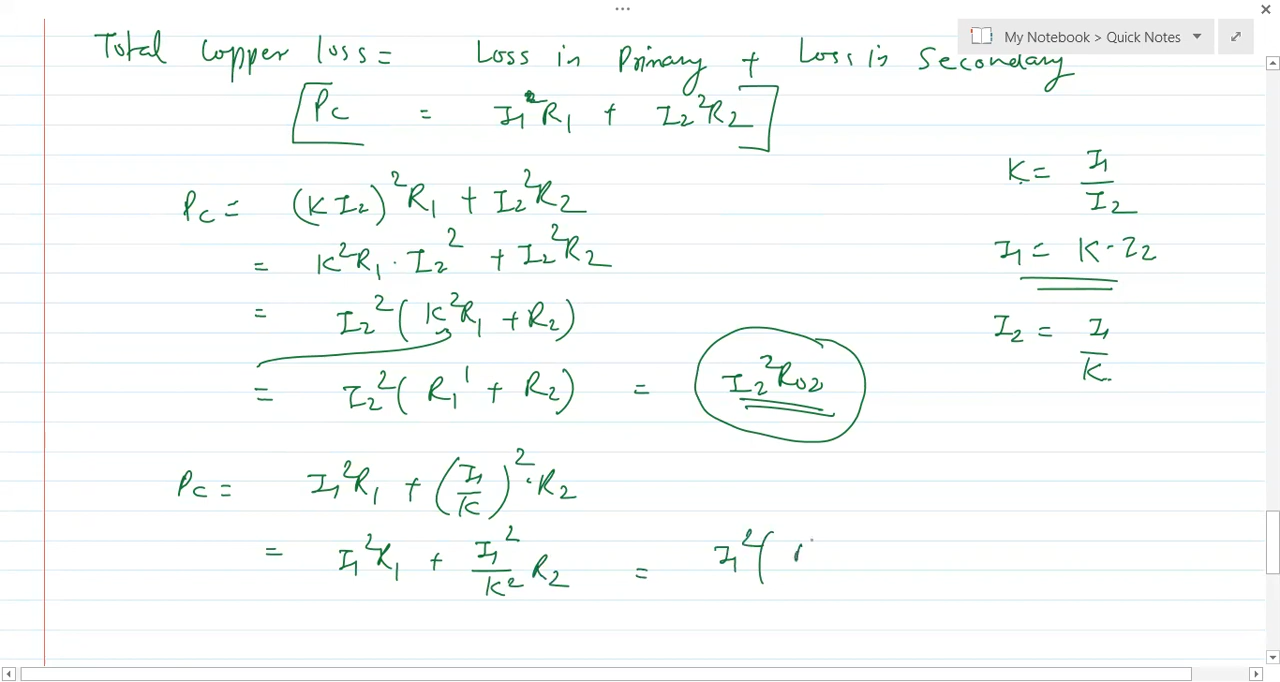 ...
My Notebook > Quick Notes
Total Copper loss = Loss in Primary + Loss is Secondary
Pc = I1²R1 + I2²R2
K = I1/I2
Pc = (K I2)²R1 + I2²R2
I1 = K · I2
= K²R1 · I2² + I2²R2
= I2²(K²R1 + R2)
I2 = I1/K
= I2²(R1' + R2) = I2²R02
Pc = I1²R1 + (I1/K)² · R2
= I1²R1 + I1²/K² R2 = I1²(